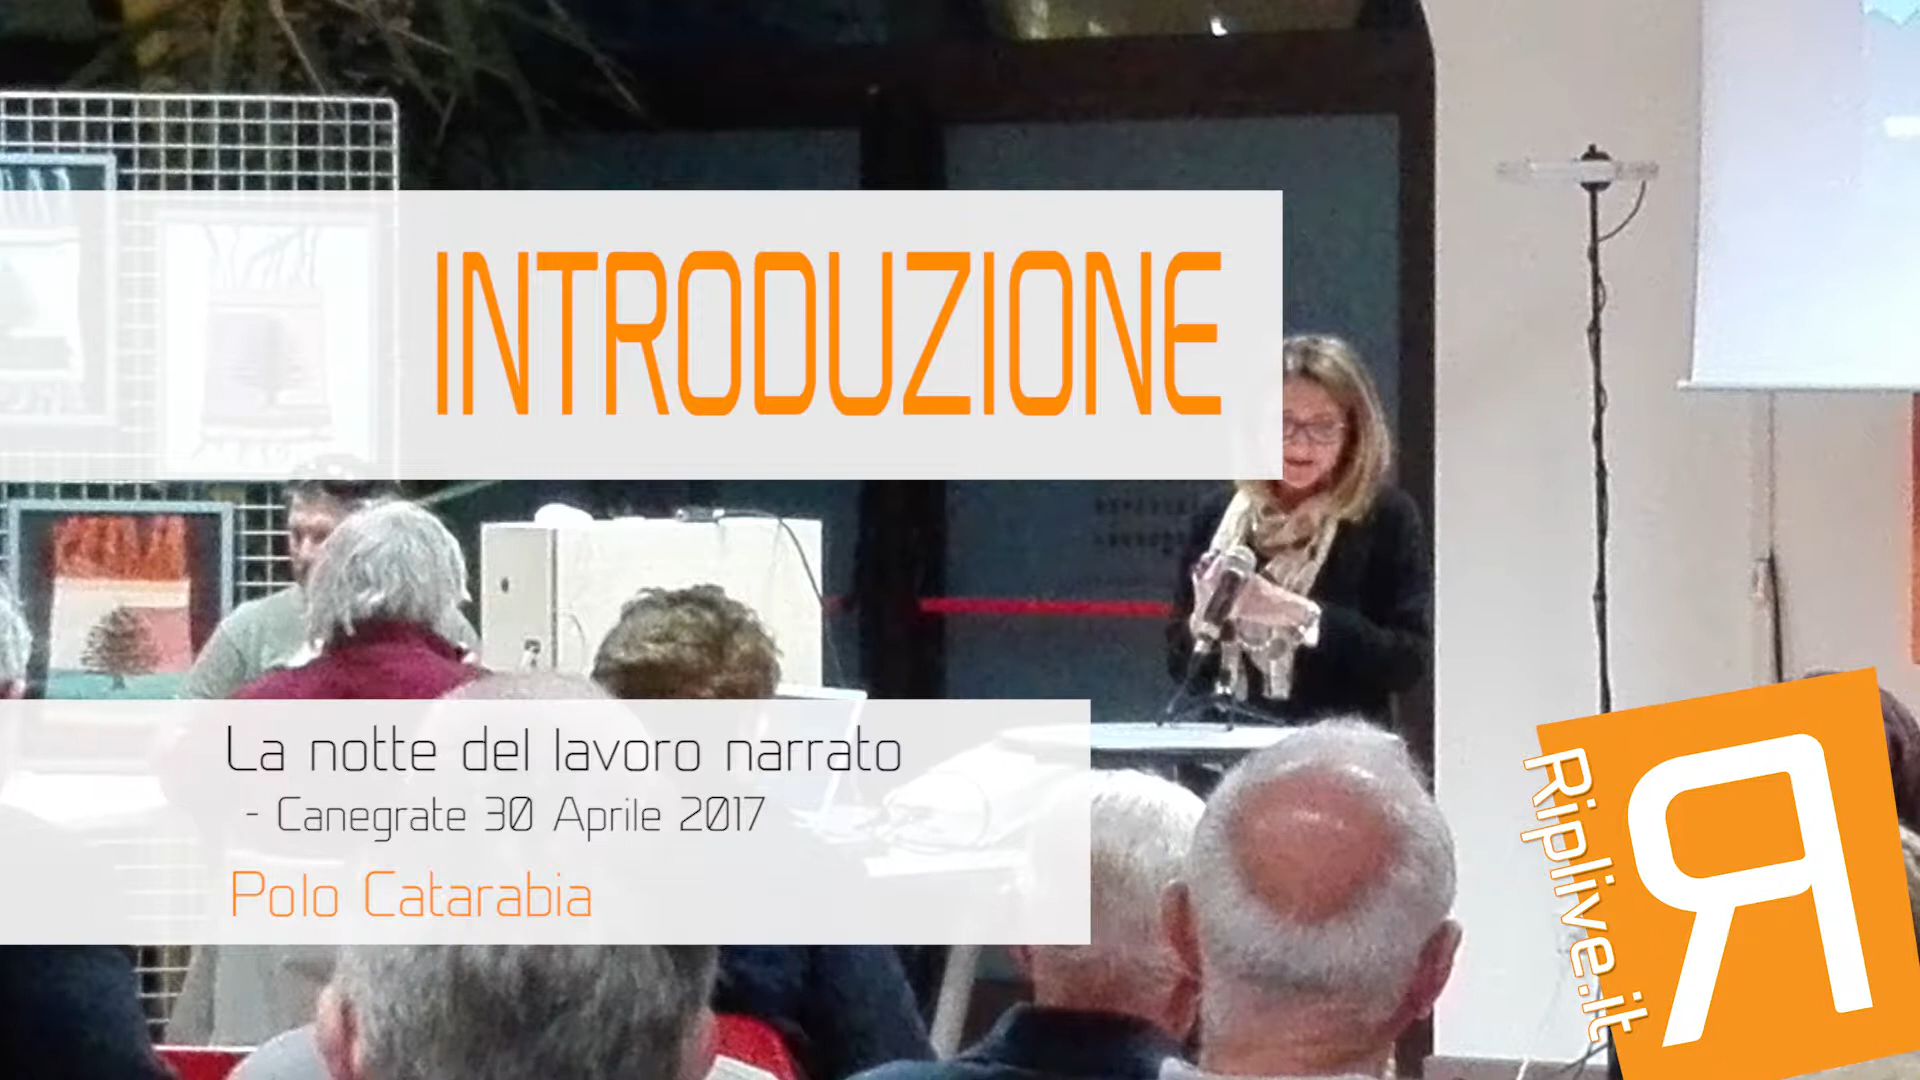 INTRODUZIONE
La notte del lavoro narrato
- Canegrate 30 Aprile 2017
Polo Catarabia
Riplive.it
R